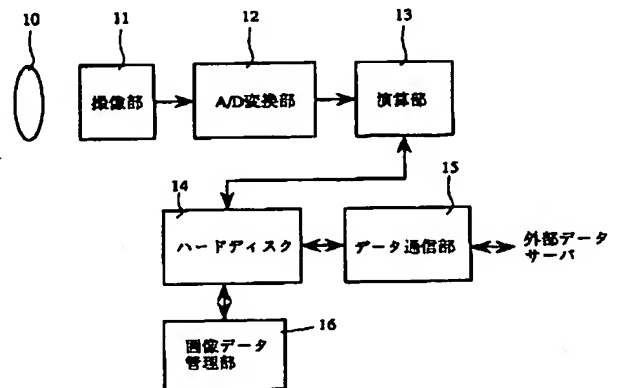 10
11
12
13
撮像部
A/D変換部
演算部
14
15
ハードディスク
データ通信部
外部データ
サーバ
16
画像データ
管理部